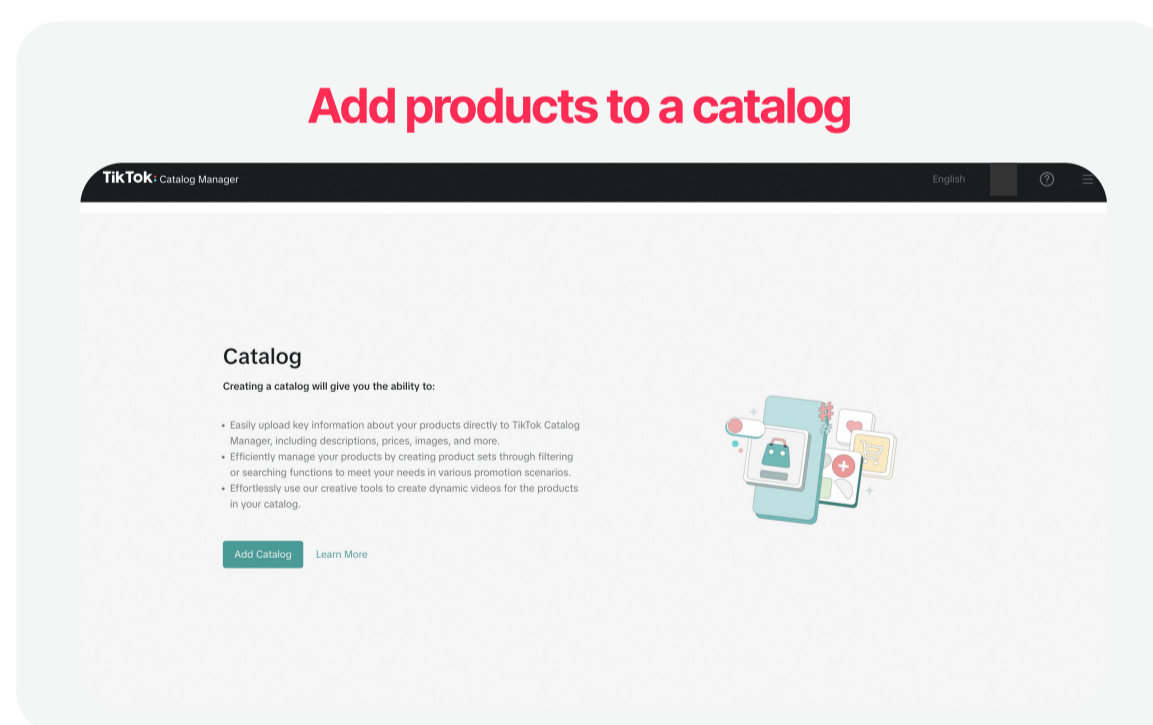 Add products to a catalog
TikTok: Catalog Manager
English
Catalog
Creating a catalog will give you the ability to:
• Easily upload key information about your products directly to TikTok Catalog
Manager, including descriptions, prices, images, and more.
• Efficiently manage your products by creating product sets through filtering
or searching functions to meet your needs in various promotion scenarios.
• Effortlessly use our creative tools to create dynamic videos for the products
in your catalog.
Add Catalog
Learn More